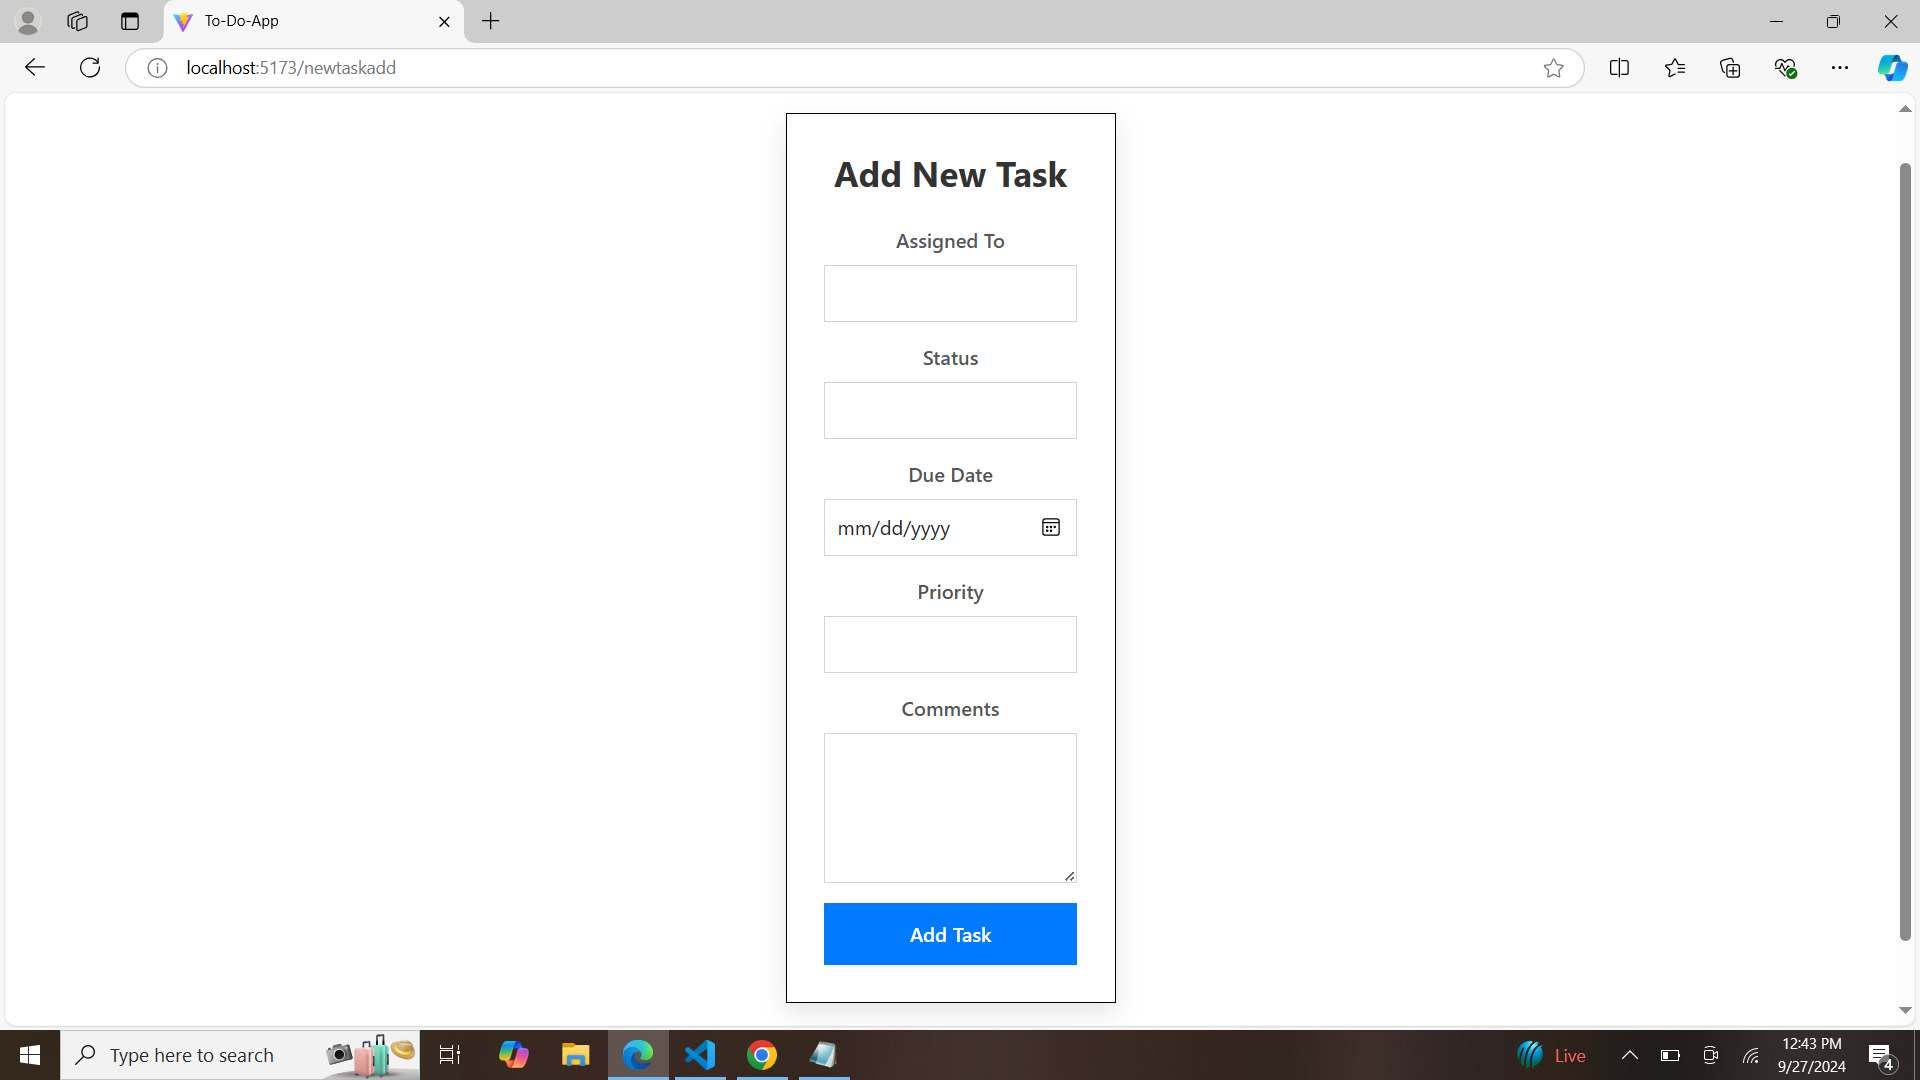 To-Do-App
localhost:5173/newtaskadd
Add New Task
Assigned To
Status
Due Date
mm/dd/yyyy
Priority
Comments
Add Task
Type here to search
Live
12:43 PM
9/27/2024
4